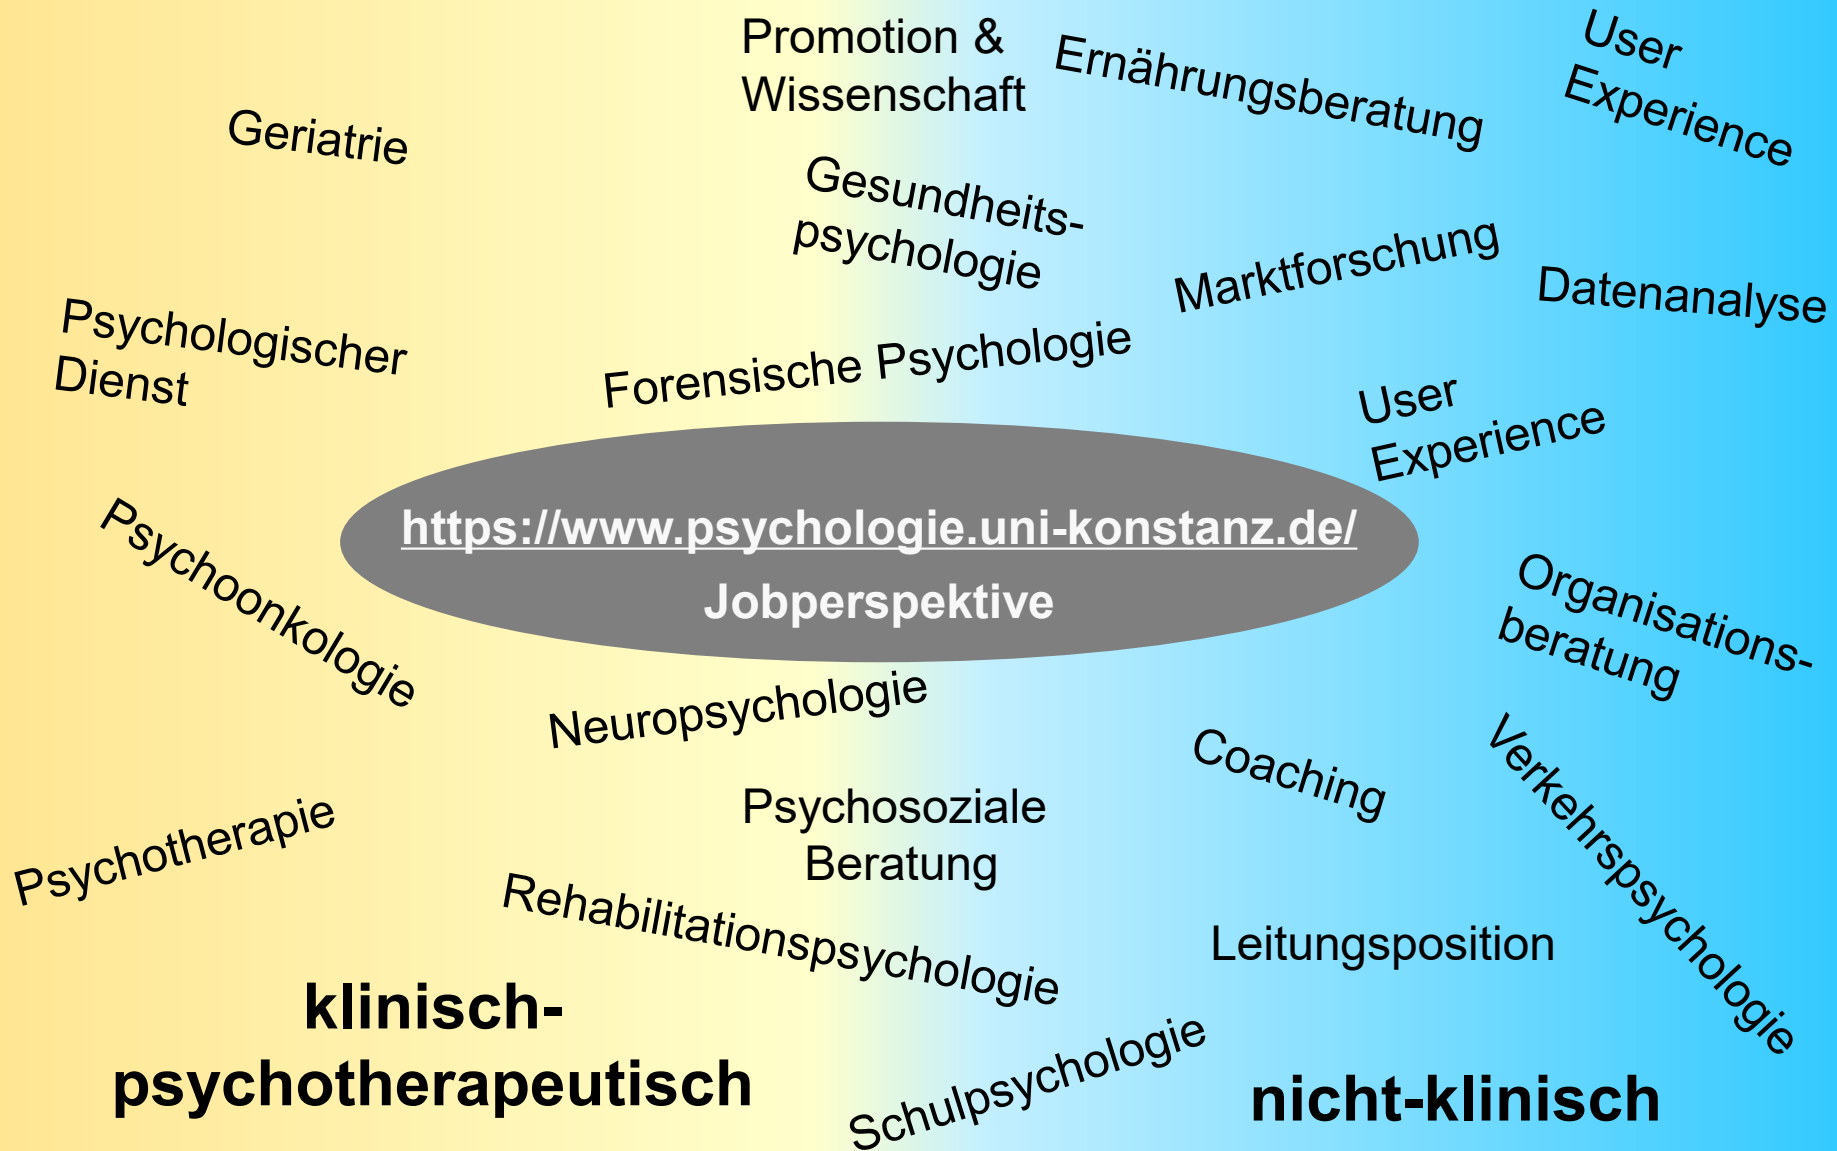 Promotion &
Wissenschaft
Ernährungsberatung
User
Experience
Geriatrie
Gesundheits-
psychologie
Marktforschung
Datenanalyse
Psychologischer
Dienst
Forensische Psychologie
User
Experience
https://www.psychologie.uni-konstanz.de/
Jobperspektive
Psychoonkologie
Organisations-
beratung
Neuropsychologie
Coaching
Verkehrspsychologie
Psychosoziale
Beratung
Psychotherapie
Rehabilitationspsychologie
Leitungsposition
klinisch-
psychotherapeutisch
Schulpsychologie
nicht-klinisch